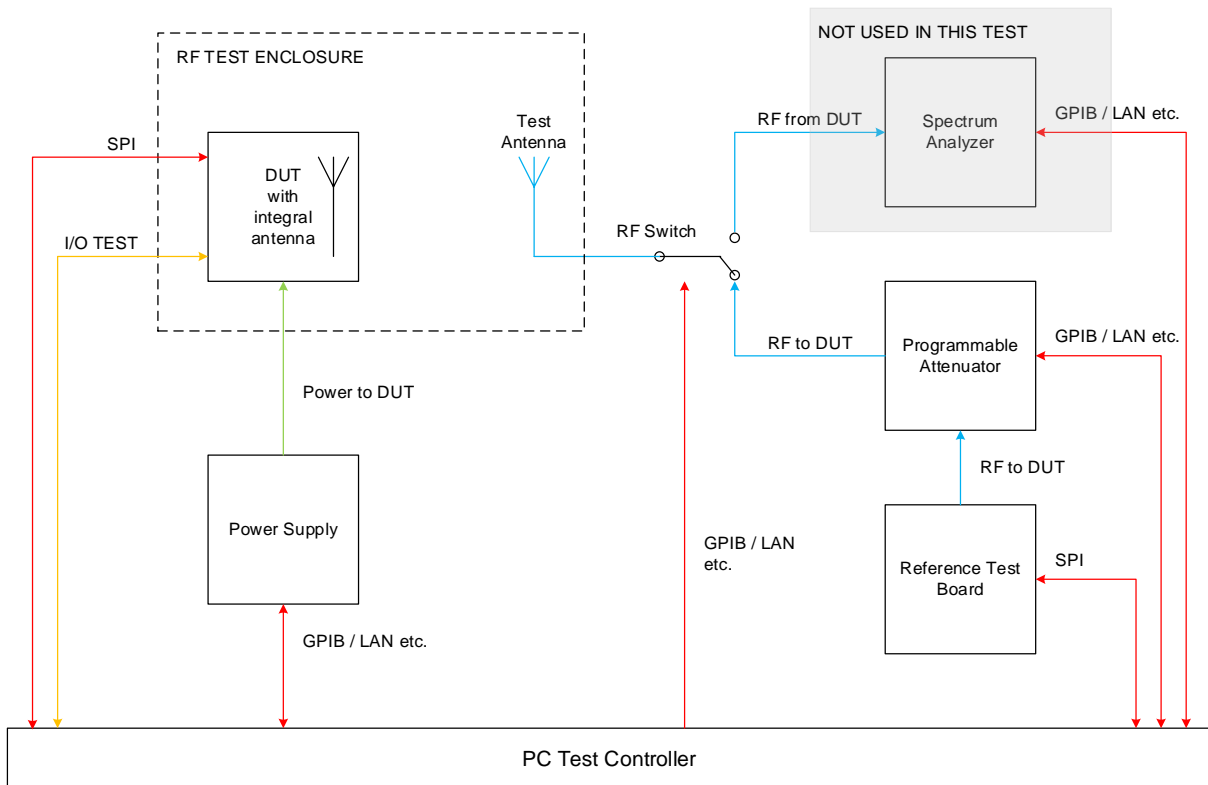 NOT USED IN THIS TEST
RF TEST ENCLOSURE
SPI
DUT
with
integral
antenna
Test
Antenna
RF from DUT
Spectrum
Analyzer
GPIB / LAN etc.
I/O TEST
RF Switch
RF to DUT
Programmable
Attenuator
GPIB / LAN etc.
Power to DUT
RF to DUT
Power Supply
GPIB / LAN
etc.
Reference Test
Board
SPI
GPIB / LAN etc.
PC Test Controller